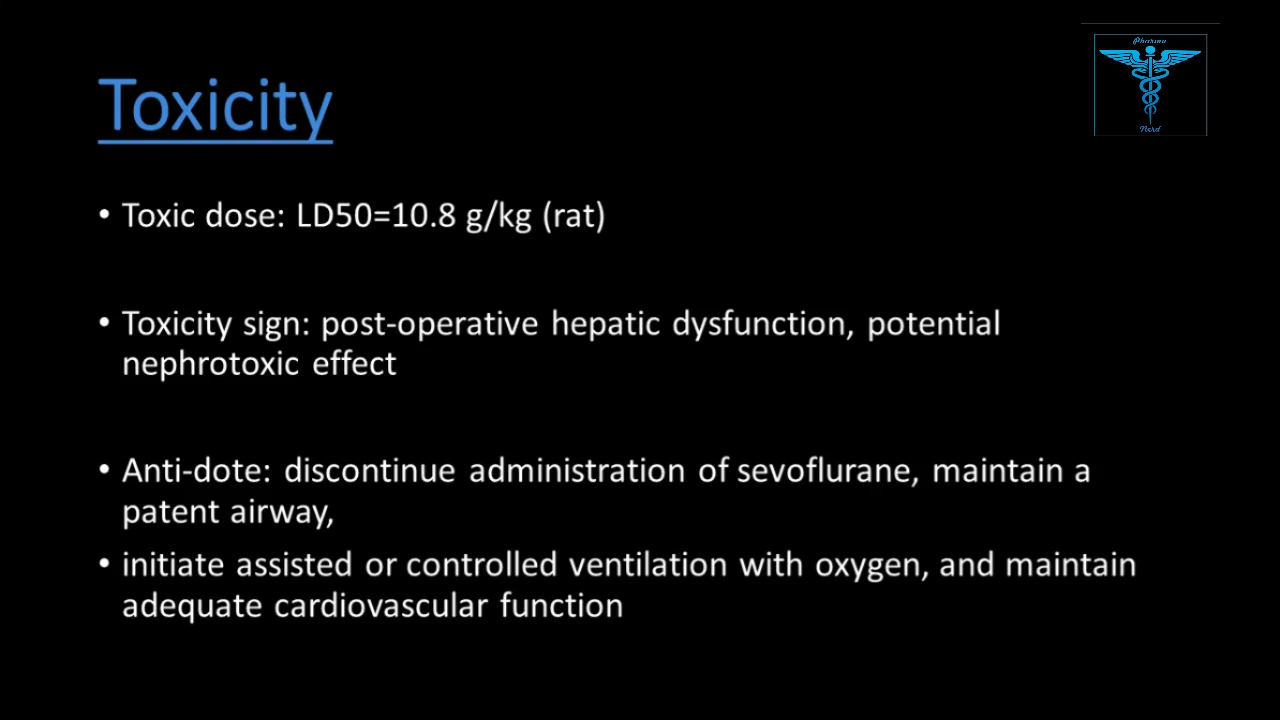 Pharma
Nerd
Toxicity
• Toxic dose: LD50=10.8 g/kg (rat)
• Toxicity sign: post-operative hepatic dysfunction, potential
nephrotoxic effect
• Anti-dote: discontinue administration of sevoflurane, maintain a
patent airway,
• initiate assisted or controlled ventilation with oxygen, and maintain
adequate cardiovascular function